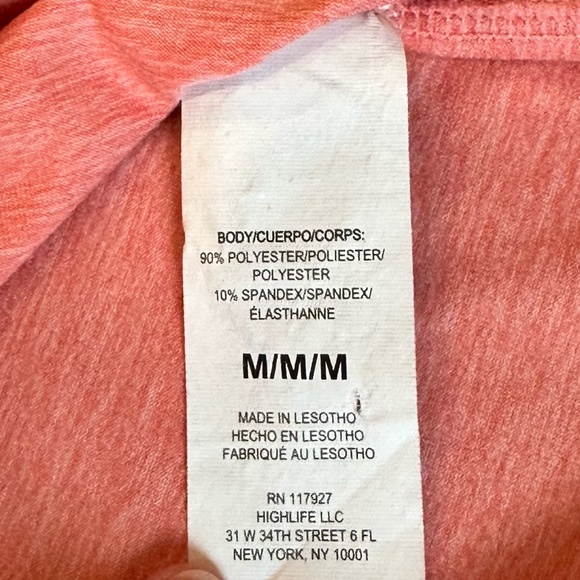 BODY/CUERPO/CORPS:
90% POLYESTER/POLIESTER/
POLYESTER
10% SPANDEX/SPANDEX/
ÉLASTHANNE
M/M/M
MADE IN LESOTHO
HECHO EN LESOTHO
FABRIQUÉ AU LESOTHO
RN 117927
HIGHLIFE LLC
31 W 34TH STREET 6 FL
NEW YORK, NY 10001